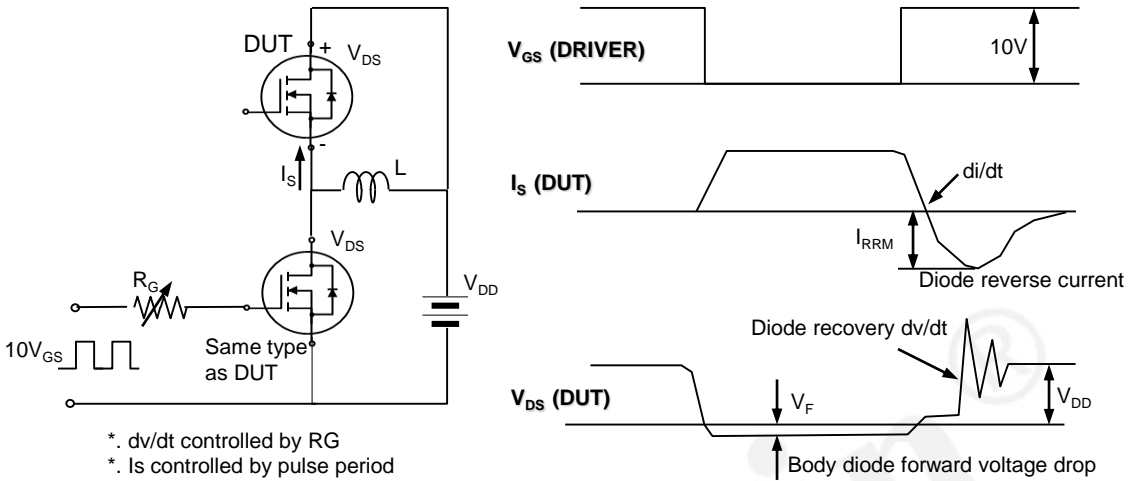 DUT
+
V_DS
-
I_S
L
V_DS
R_G
V_DD
10V_GS
Same type
as DUT
*. dv/dt controlled by RG
*. Is controlled by pulse period
V_GS (DRIVER)
10V
I_S (DUT)
di/dt
I_RRM
Diode reverse current
Diode recovery dv/dt
V_DS (DUT)
V_F
V_DD
Body diode forward voltage drop